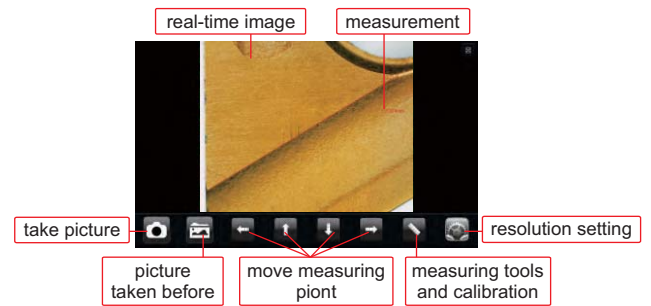 real-time image
measurement
take picture
picture
taken before
move measuring
piont
measuring tools
and calibration
resolution setting